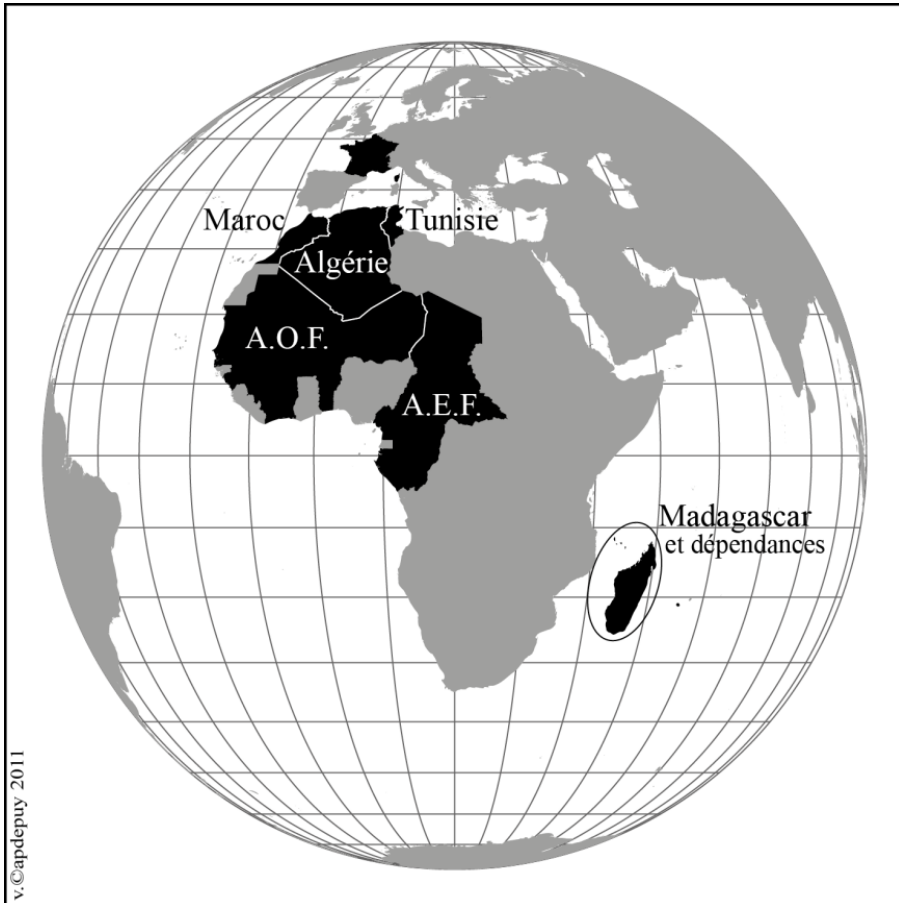 Maroc
Tunisie
Algérie
A.O.F.
A.E.F.
Madagascar
et dépendances
v.©apdepuy 2011